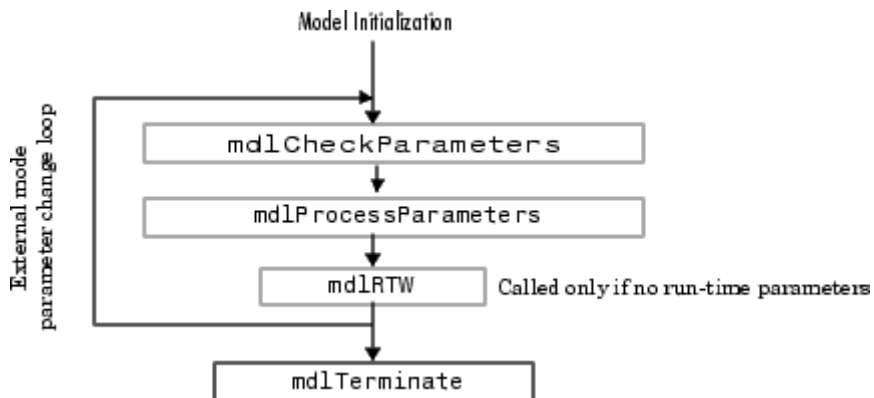 Model Initialization
External mode
parameter change loop
mdlCheckParameters
mdlProcessParameters
mdlRTW
Called only if no run-time parameters
mdlTerminate